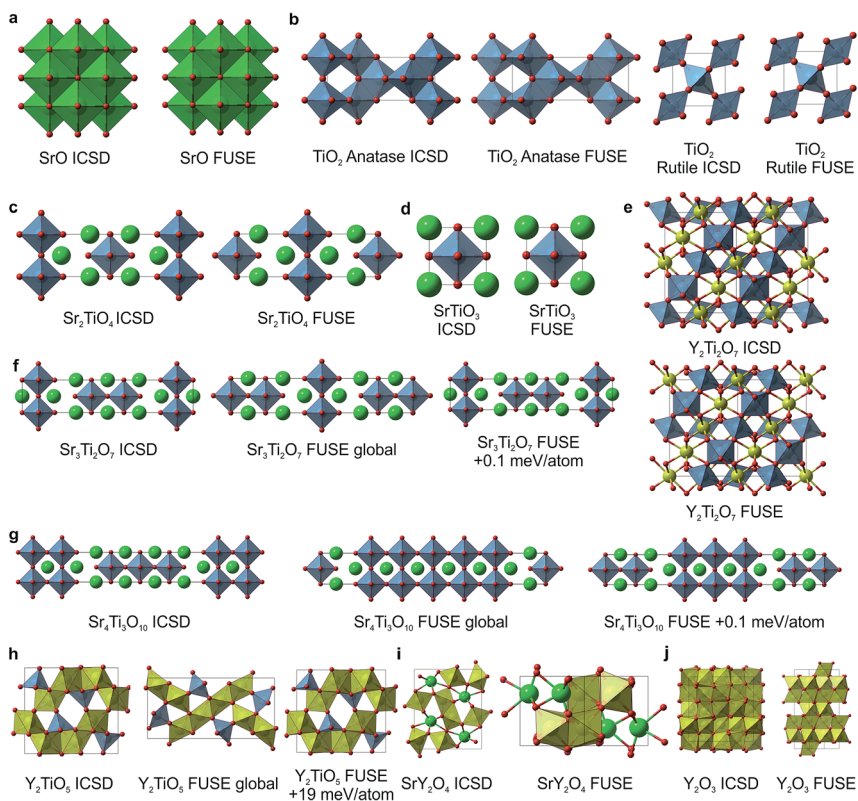 a
SrO ICSD
SrO FUSE
b
TiO₂ Anatase ICSD
TiO₂ Anatase FUSE
TiO₂
Rutile ICSD
TiO₂
Rutile FUSE
c
Sr₂TiO₄ ICSD
Sr₂TiO₄ FUSE
d
SrTiO₃
ICSD
SrTiO₃
FUSE
e
Y₂Ti₂O₇ ICSD
Y₂Ti₂O₇ FUSE
f
Sr₃Ti₂O₇ ICSD
Sr₃Ti₂O₇ FUSE global
Sr₃Ti₂O₇ FUSE
+0.1 meV/atom
g
Sr₄Ti₃O₁₀ ICSD
Sr₄Ti₃O₁₀ FUSE global
Sr₄Ti₃O₁₀ FUSE +0.1 meV/atom
h
Y₂TiO₅ ICSD
Y₂TiO₅ FUSE global
Y₂TiO₅ FUSE
+19 meV/atom
i
SrY₂O₄ ICSD
SrY₂O₄ FUSE
j
Y₂O₃ ICSD
Y₂O₃ FUSE